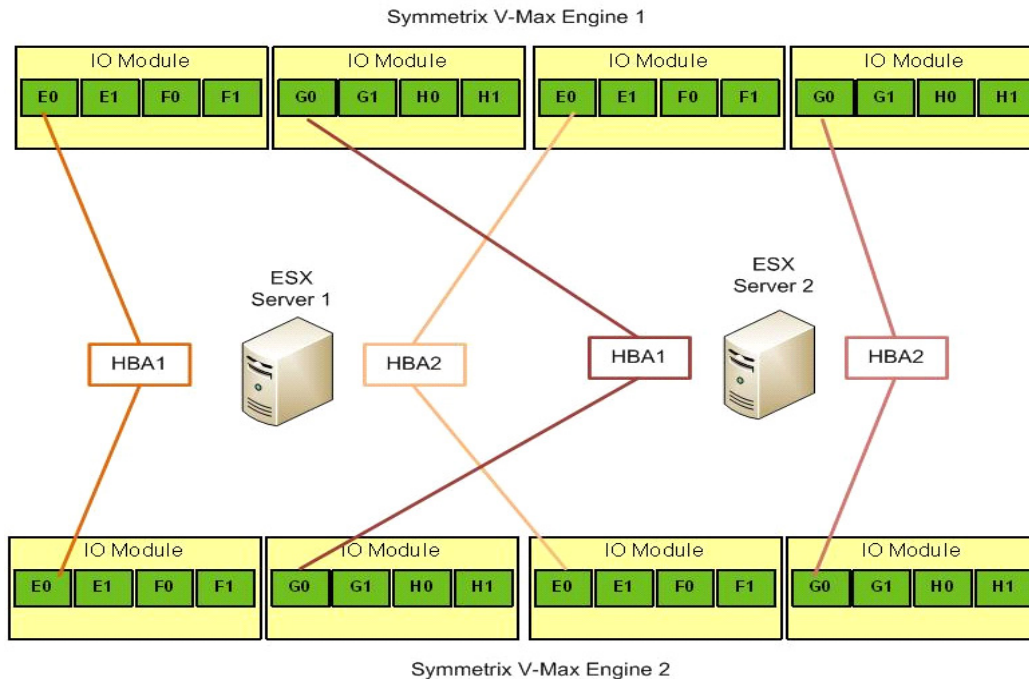 Symmetrix V-Max Engine 1
IO Module
E0 E1 F0 F1
IO Module
G0 G1 H0 H1
IO Module
E0 E1 F0 F1
IO Module
G0 G1 H0 H1
ESX
Server 1
ESX
Server 2
HBA1
HBA2
HBA1
HBA2
IO Module
E0 E1 F0 F1
IO Module
G0 G1 H0 H1
IO Module
E0 E1 F0 F1
IO Module
G0 G1 H0 H1
Symmetrix V-Max Engine 2